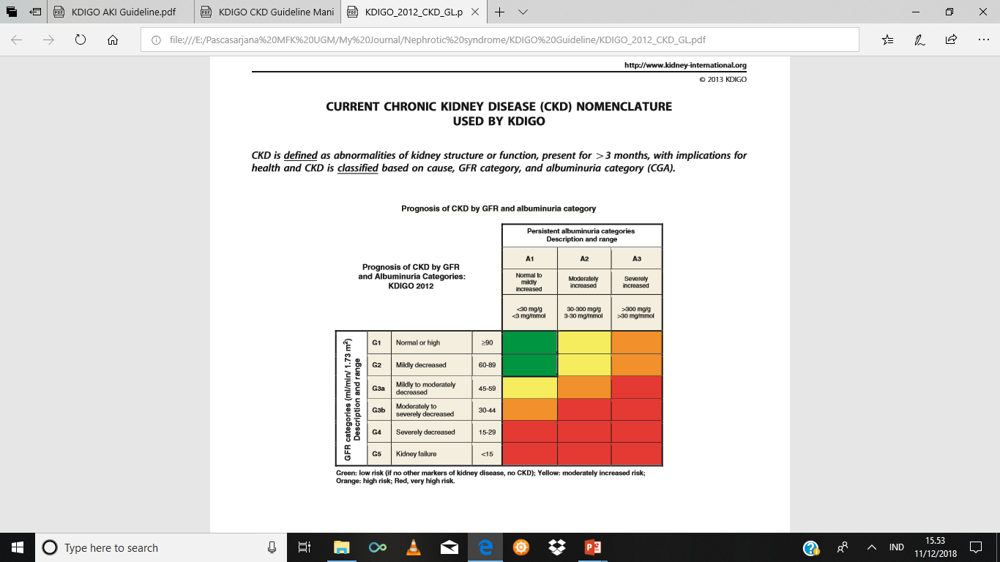 KDIGO AKI Guideline.pdf
KDIGO CKD Guideline Mani
KDIGO_2012_CKD_GL.p
file:///E:/Pascasarjana%20MFK%20UGM/My%20Journal/Nephrotic%20syndrome/KDIGO%20Guideline/KDIGO_2012_CKD_GL.pdf
http://www.kidney-international.org
© 2013 KDIGO
CURRENT CHRONIC KIDNEY DISEASE (CKD) NOMENCLATURE
USED BY KDIGO
CKD is defined as abnormalities of kidney structure or function, present for >3 months, with implications for
health and CKD is classified based on cause, GFR category, and albuminuria category (CGA).
Prognosis of CKD by GFR and albuminuria category
Prognosis of CKD by GFR
and Albuminuria Categories:
KDIGO 2012
Persistent albuminuria categories
Description and range
A1 A2 A3
Normal to
mildly
increased
Moderately
increased
Severely
increased
<30 mg/g
<3 mg/mmol
30-300 mg/g
3-30 mg/mmol
>300 mg/g
>30 mg/mmol
GFR categories (ml/min/ 1.73 m²)
Description and range
G1 Normal or high ≥90
G2 Mildly decreased 60-89
G3a Mildly to moderately
decreased 45-59
G3b Moderately to
severely decreased 30-44
G4 Severely decreased 15-29
G5 Kidney failure <15
Green: low risk (if no other markers of kidney disease, no CKD); Yellow: moderately increased risk;
Orange: high risk; Red, very high risk.
Type here to search
IND
15.53
11/12/2018